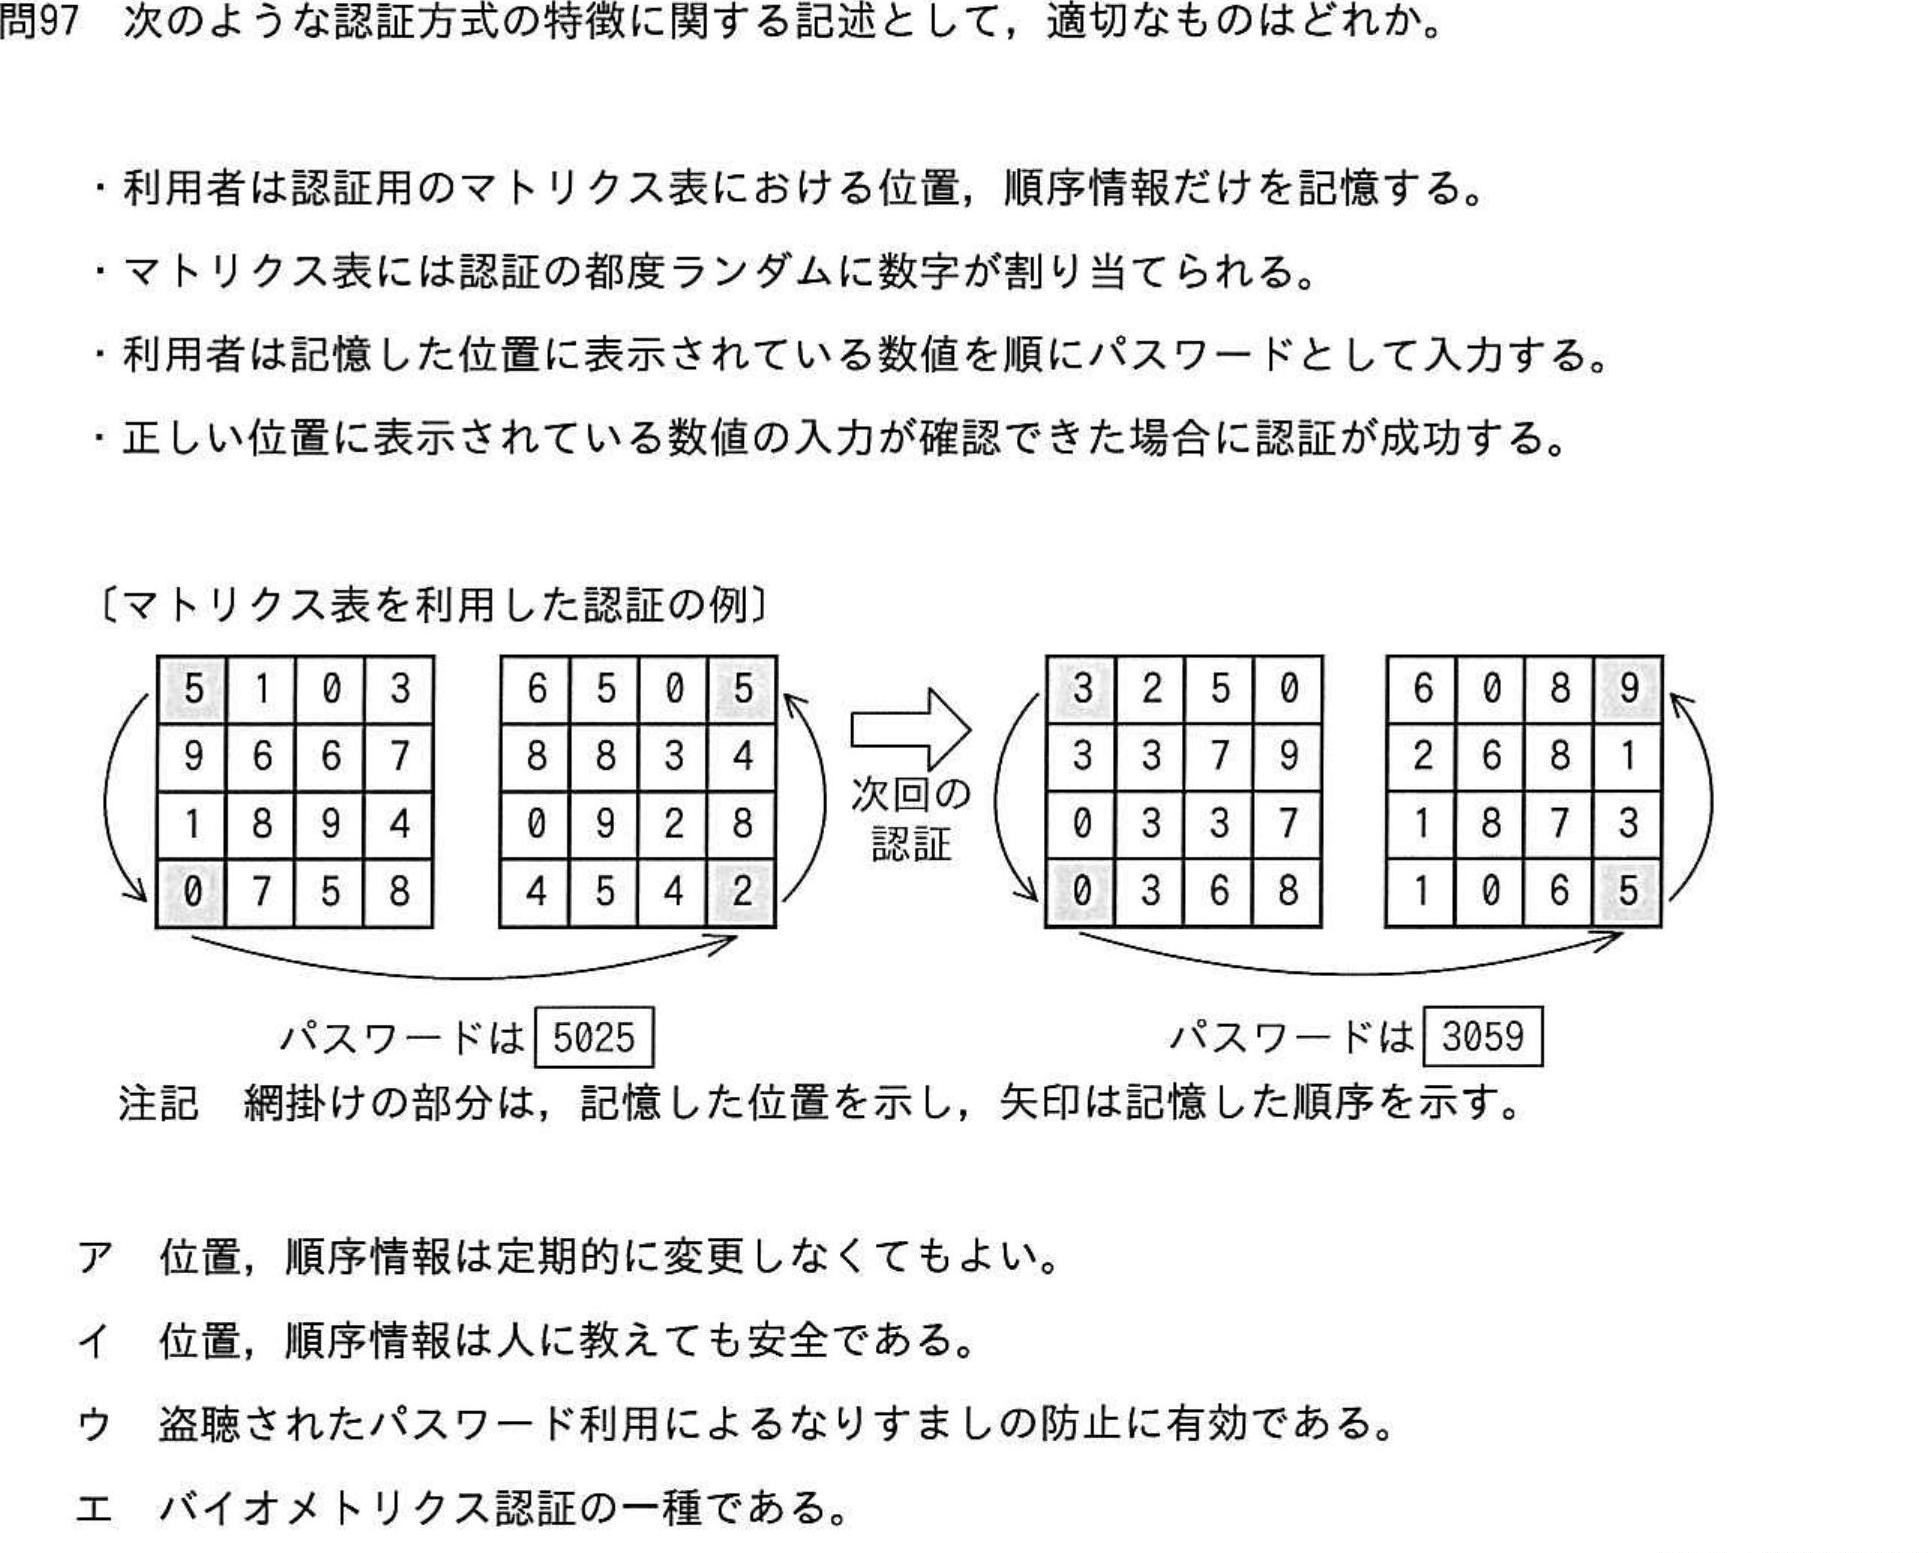 問97　次のような認証方式の特徴に関する記述として，適切なものはどれか。
・利用者は認証用のマトリクス表における位置，順序情報だけを記憶する。
・マトリクス表には認証の都度ランダムに数字が割り当てられる。
・利用者は記憶した位置に表示されている数値を順にパスワードとして入力する。
・正しい位置に表示されている数値の入力が確認できた場合に認証が成功する。
〔マトリクス表を利用した認証の例〕
5 1 0 3
9 6 6 7
1 8 9 4
0 7 5 8
6 5 0 5
8 8 3 4
0 9 2 8
4 5 4 2
次回の
認証
3 2 5 0
3 3 7 9
0 3 3 7
0 3 6 8
6 0 8 9
2 6 8 1
1 8 7 3
1 0 6 5
パスワードは 5025
パスワードは 3059
注記　網掛けの部分は，記憶した位置を示し，矢印は記憶した順序を示す。
ア　位置，順序情報は定期的に変更しなくてもよい。
イ　位置，順序情報は人に教えても安全である。
ウ　盗聴されたパスワード利用によるなりすましの防止に有効である。
エ　バイオメトリクス認証の一種である。